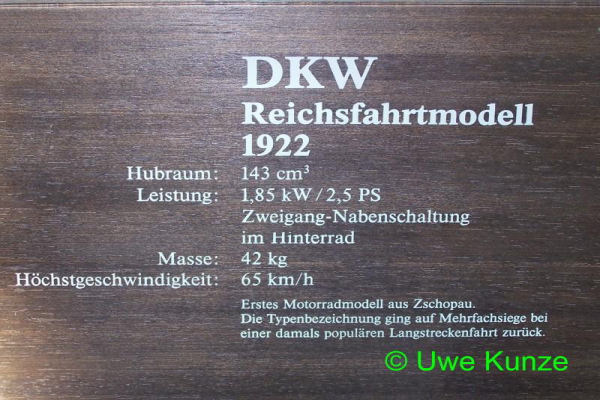 DKW
Reichsfahrtmodell
1922
Hubraum: 143 cm³
Leistung: 1,85 kW / 2,5 PS
Zweigang-Nabenschaltung
im Hinterrad
Masse: 42 kg
Höchstgeschwindigkeit: 65 km/h
Erstes Motorradmodell aus Zschopau.
Die Typenbezeichnung ging auf Mehrfachsiege bei
einer damals populären Langstreckenfahrt zurück.
© Uwe Kunze